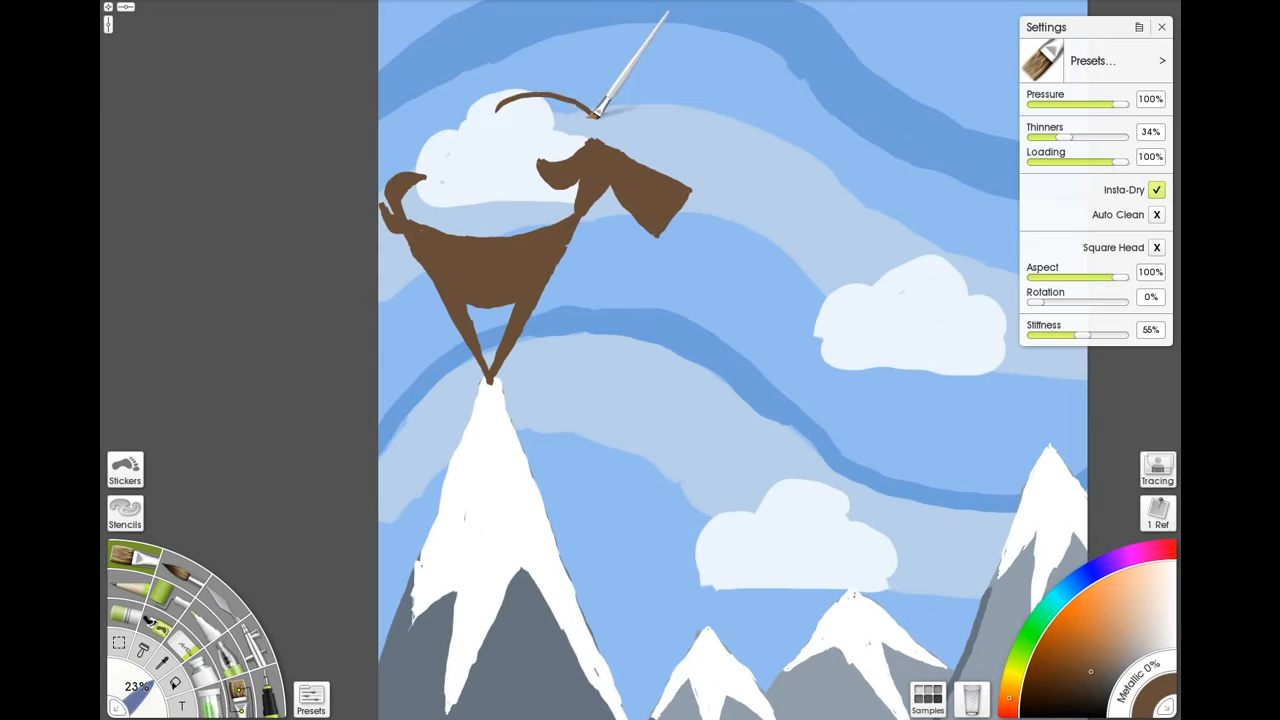 Settings
Presets... >
Pressure 100%
Thinners 34%
Loading 100%
Insta-Dry ✓
Auto Clean X
Square Head X
Aspect 100%
Rotation 0%
Stiffness 55%
Stickers
Stencils
Tracing
1 Ref
23%
T
Presets
Samples
Metallic 0%